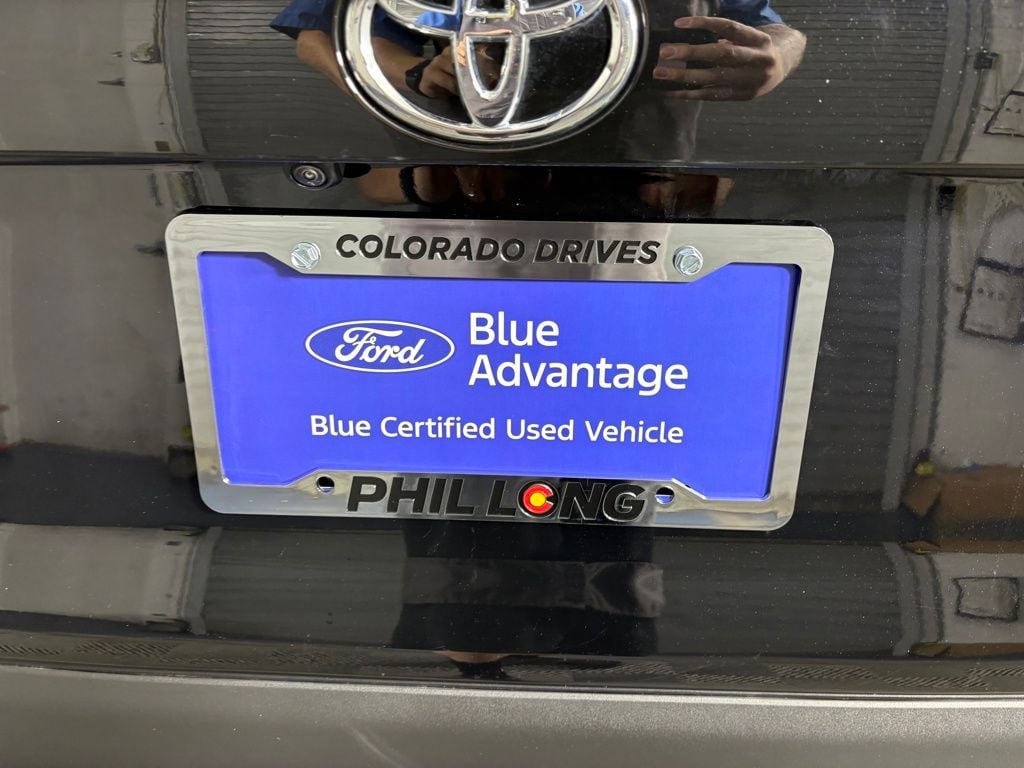 COLORADO DRIVES
Ford
Blue
Advantage
Blue Certified Used Vehicle
PHIL LONG